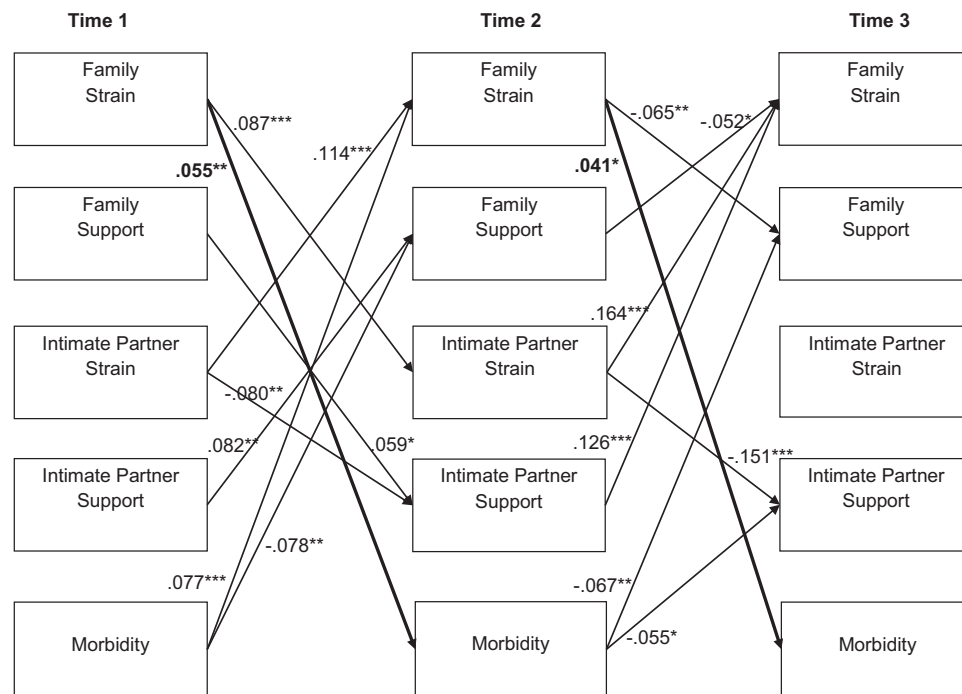 Time 1
Time 2
Time 3
Family
Strain
Family
Strain
Family
Strain
.087***
-.065**
-.052*
.114***
.055**
.041*
Family
Support
Family
Support
Family
Support
.164***
Intimate Partner
Strain
Intimate Partner
Strain
Intimate Partner
Strain
-.080**
.082**
.059*
.126***
-.151***
Intimate Partner
Support
Intimate Partner
Support
Intimate Partner
Support
-.078**
.077***
-.067**
-.055*
Morbidity
Morbidity
Morbidity